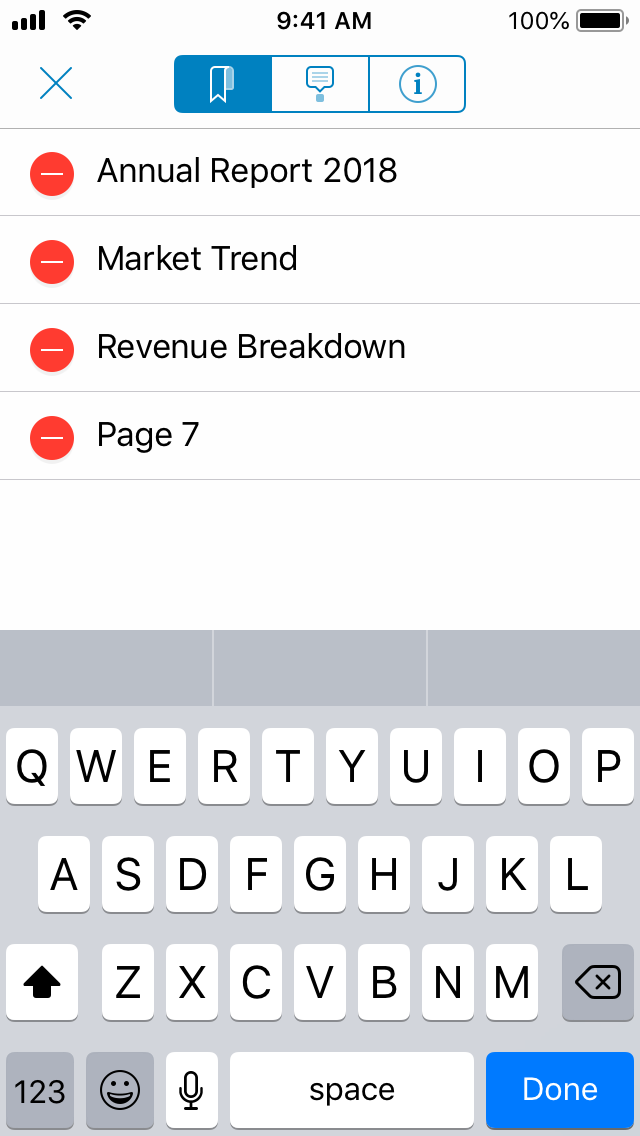 9:41 AM 100%
i
Annual Report 2018
Market Trend
Revenue Breakdown
Page 7
Q W E R T Y U I O P
A S D F G H J K L
Z X C V B N M
123 space Done